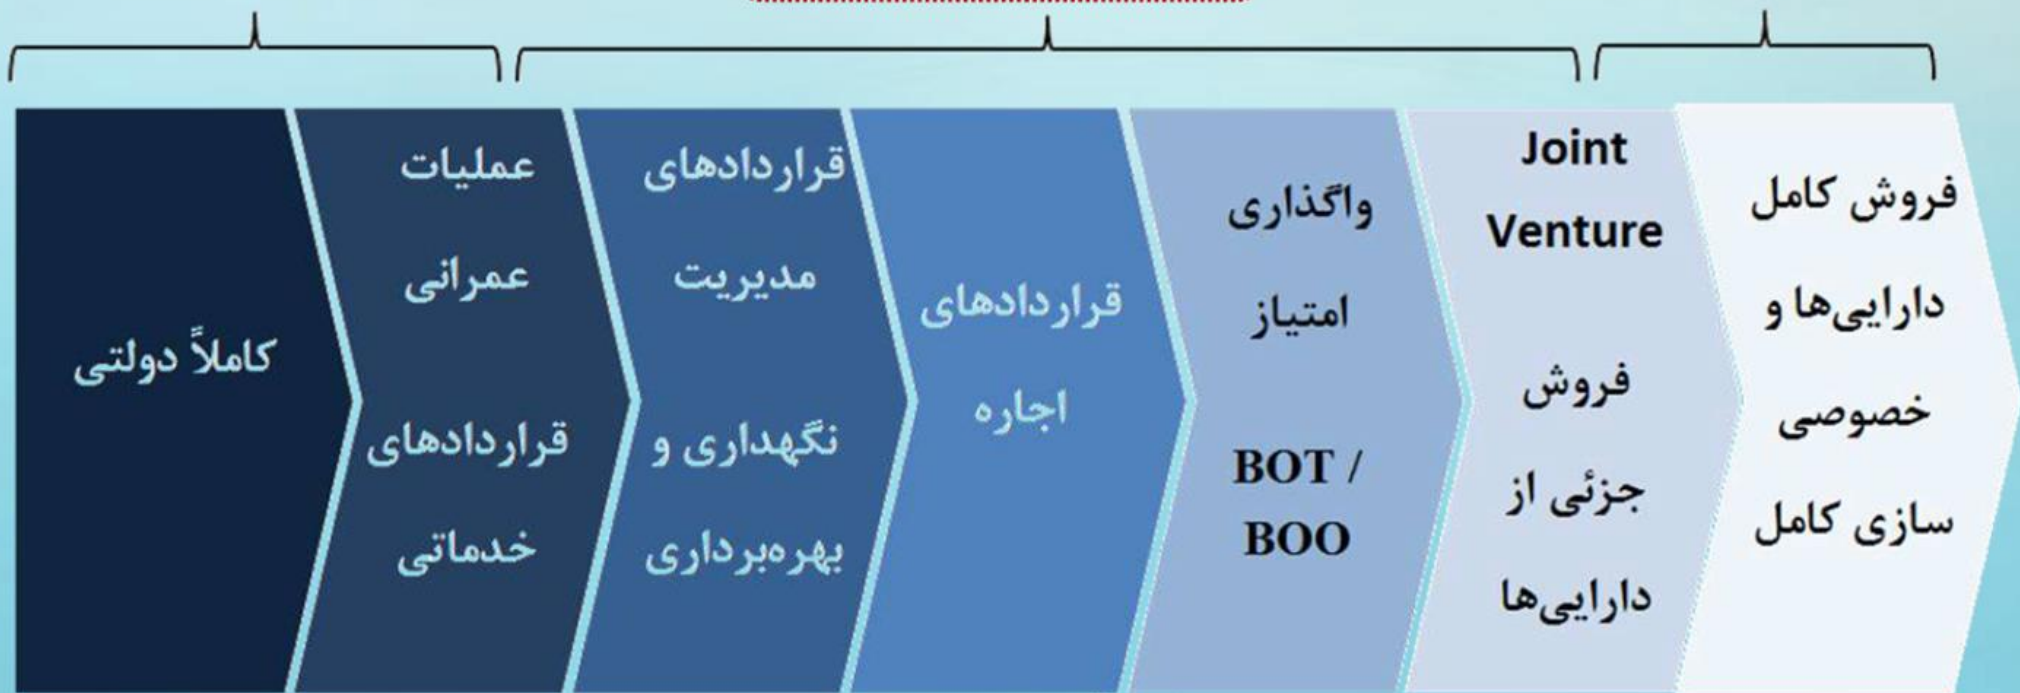 کاملاً دولتی
عملیات
عمرانی
قراردادهای
خدماتی
قراردادهای
مدیریت
نگهداری و
بهره‌برداری
قراردادهای
اجاره
واگذاری
امتیاز
BOT /
BOO
Joint
Venture
فروش
جزئی از
دارایی‌ها
فروش کامل
دارایی‌ها و
خصوصی
سازی کامل